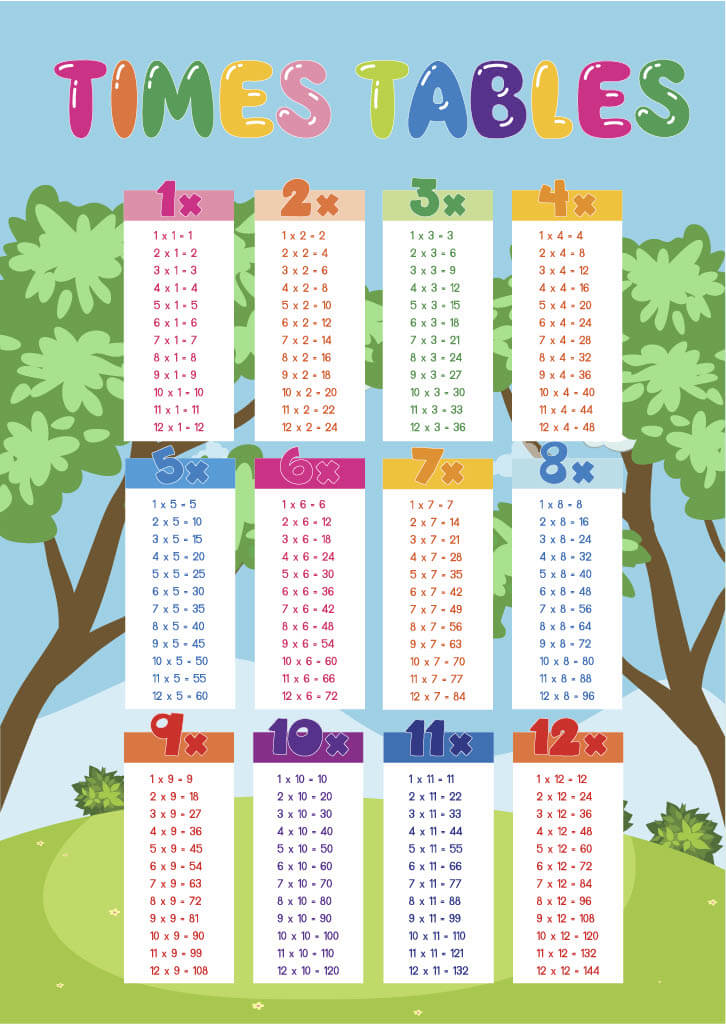 TIMES TABLES
1x
1 x 1 = 1
2 x 1 = 2
3 x 1 = 3
4 x 1 = 4
5 x 1 = 5
6 x 1 = 6
7 x 1 = 7
8 x 1 = 8
9 x 1 = 9
10 x 1 = 10
11 x 1 = 11
12 x 1 = 12
2x
1 x 2 = 2
2 x 2 = 4
3 x 2 = 6
4 x 2 = 8
5 x 2 = 10
6 x 2 = 12
7 x 2 = 14
8 x 2 = 16
9 x 2 = 18
10 x 2 = 20
11 x 2 = 22
12 x 2 = 24
3x
1 x 3 = 3
2 x 3 = 6
3 x 3 = 9
4 x 3 = 12
5 x 3 = 15
6 x 3 = 18
7 x 3 = 21
8 x 3 = 24
9 x 3 = 27
10 x 3 = 30
11 x 3 = 33
12 x 3 = 36
4x
1 x 4 = 4
2 x 4 = 8
3 x 4 = 12
4 x 4 = 16
5 x 4 = 20
6 x 4 = 24
7 x 4 = 28
8 x 4 = 32
9 x 4 = 36
10 x 4 = 40
11 x 4 = 44
12 x 4 = 48
5x
1 x 5 = 5
2 x 5 = 10
3 x 5 = 15
4 x 5 = 20
5 x 5 = 25
6 x 5 = 30
7 x 5 = 35
8 x 5 = 40
9 x 5 = 45
10 x 5 = 50
11 x 5 = 55
12 x 5 = 60
6x
1 x 6 = 6
2 x 6 = 12
3 x 6 = 18
4 x 6 = 24
5 x 6 = 30
6 x 6 = 36
7 x 6 = 42
8 x 6 = 48
9 x 6 = 54
10 x 6 = 60
11 x 6 = 66
12 x 6 = 72
7x
1 x 7 = 7
2 x 7 = 14
3 x 7 = 21
4 x 7 = 28
5 x 7 = 35
6 x 7 = 42
7 x 7 = 49
8 x 7 = 56
9 x 7 = 63
10 x 7 = 70
11 x 7 = 77
12 x 7 = 84
8x
1 x 8 = 8
2 x 8 = 16
3 x 8 = 24
4 x 8 = 32
5 x 8 = 40
6 x 8 = 48
7 x 8 = 56
8 x 8 = 64
9 x 8 = 72
10 x 8 = 80
11 x 8 = 88
12 x 8 = 96
9x
1 x 9 = 9
2 x 9 = 18
3 x 9 = 27
4 x 9 = 36
5 x 9 = 45
6 x 9 = 54
7 x 9 = 63
8 x 9 = 72
9 x 9 = 81
10 x 9 = 90
11 x 9 = 99
12 x 9 = 108
10x
1 x 10 = 10
2 x 10 = 20
3 x 10 = 30
4 x 10 = 40
5 x 10 = 50
6 x 10 = 60
7 x 10 = 70
8 x 10 = 80
9 x 10 = 90
10 x 10 = 100
11 x 10 = 110
12 x 10 = 120
11x
1 x 11 = 11
2 x 11 = 22
3 x 11 = 33
4 x 11 = 44
5 x 11 = 55
6 x 11 = 66
7 x 11 = 77
8 x 11 = 88
9 x 11 = 99
10 x 11 = 110
11 x 11 = 121
12 x 11 = 132
12x
1 x 12 = 12
2 x 12 = 24
3 x 12 = 36
4 x 12 = 48
5 x 12 = 60
6 x 12 = 72
7 x 12 = 84
8 x 12 = 96
9 x 12 = 108
10 x 12 = 120
11 x 12 = 132
12 x 12 = 144